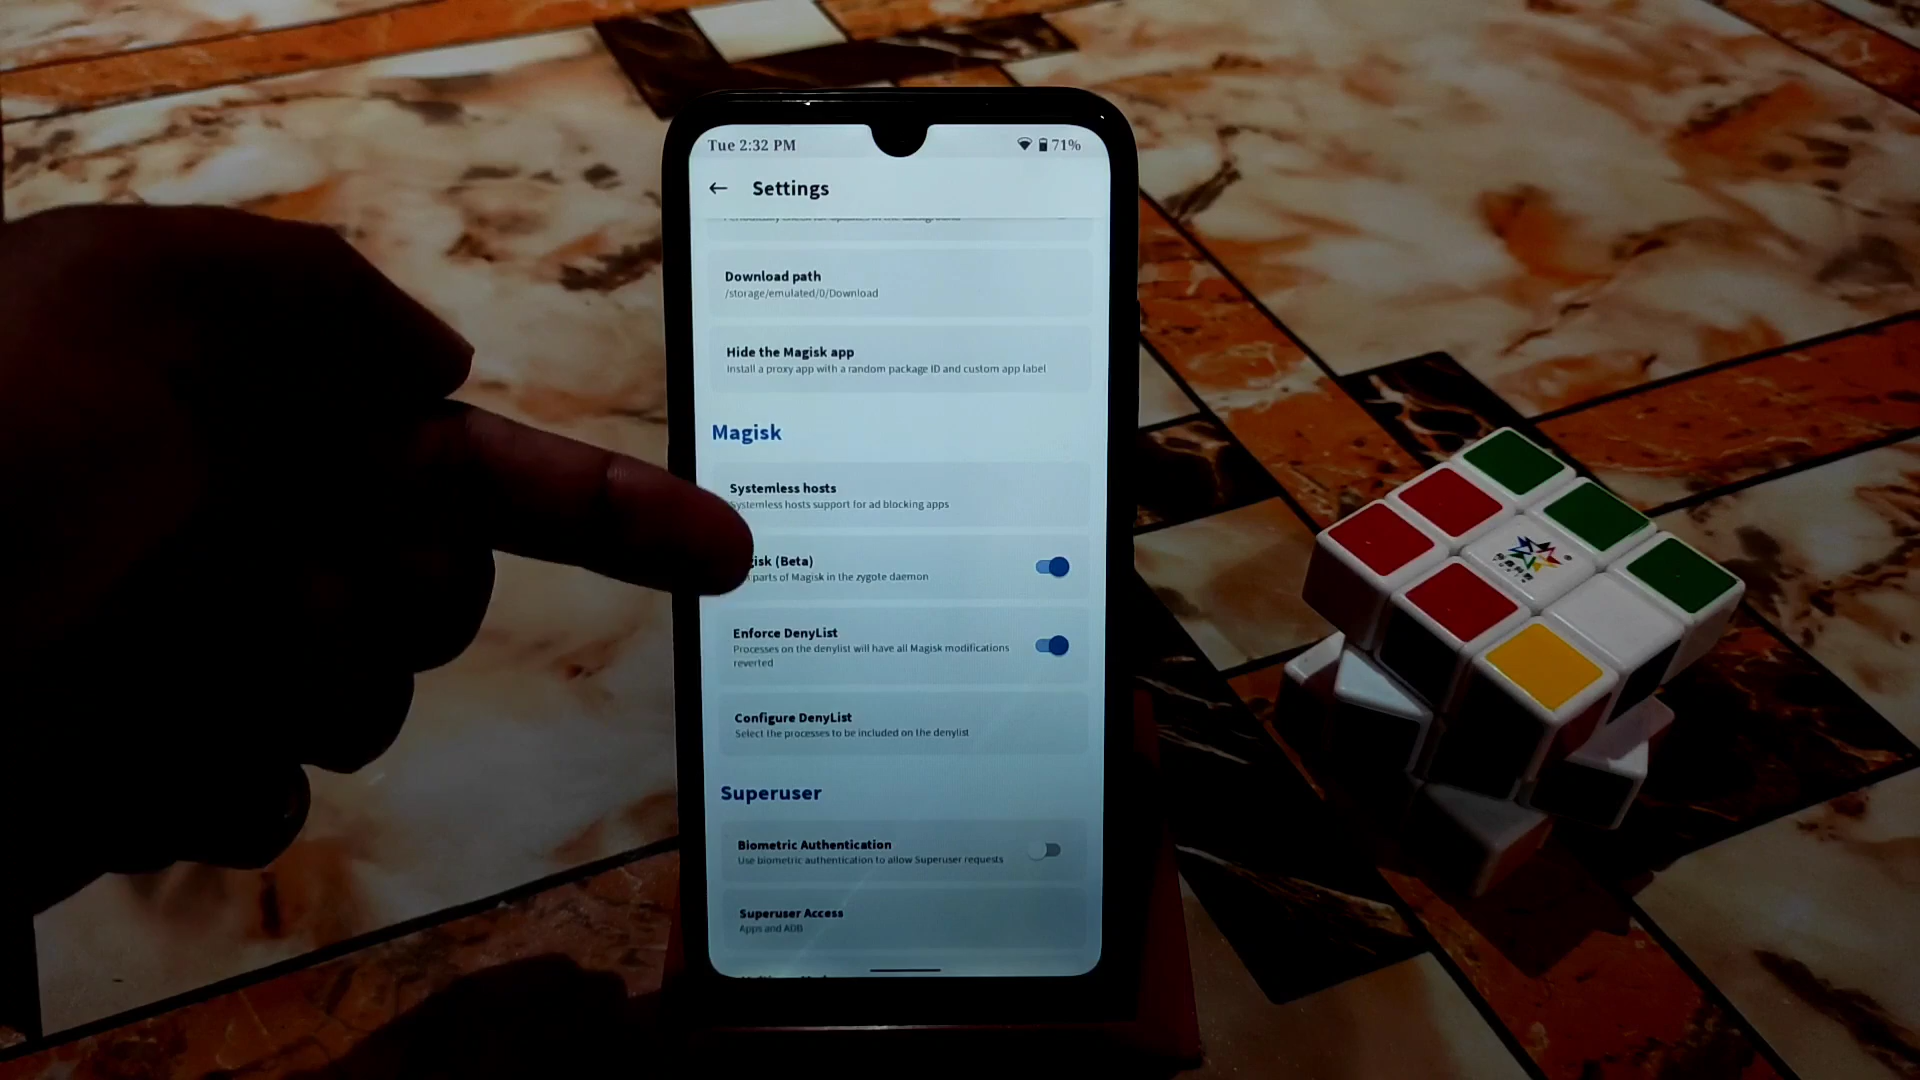 Tue 2:32 PM 71%
Settings
Download path
/storage/emulated/0/Download
Hide the Magisk app
Install a proxy app with a random package ID and custom app label
Magisk
Systemless hosts
Systemless hosts support for ad blocking apps
isk (Beta)
parts of Magisk in the zygote daemon
Enforce DenyList
Processes on the denylist will have all Magisk modifications
reverted
Configure DenyList
Select the processes to be included on the denylist
Superuser
Biometric Authentication
Use biometric authentication to allow Superuser requests
Superuser Access
Apps and ADB